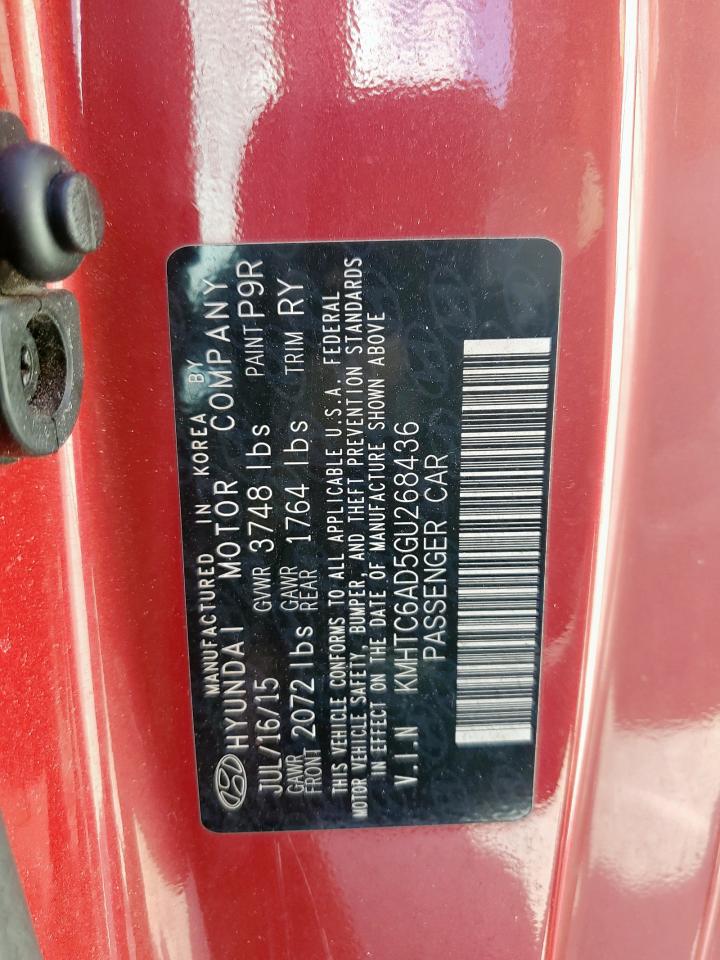 MANUFACTURED IN KOREA BY
HYUNDAI MOTOR COMPANY
JUL/16/15 GVWR 3748 lbs PAINT P9R
GAWR FRONT 2072 lbs GAWR REAR 1764 lbs TRIM RY
THIS VEHICLE CONFORMS TO ALL APPLICABLE U.S.A. FEDERAL
MOTOR VEHICLE SAFETY, BUMPER, AND THEFT PREVENTION STANDARDS
IN EFFECT ON THE DATE OF MANUFACTURE SHOWN ABOVE
V.I.N KMHTC6AD5GU268436
PASSENGER CAR